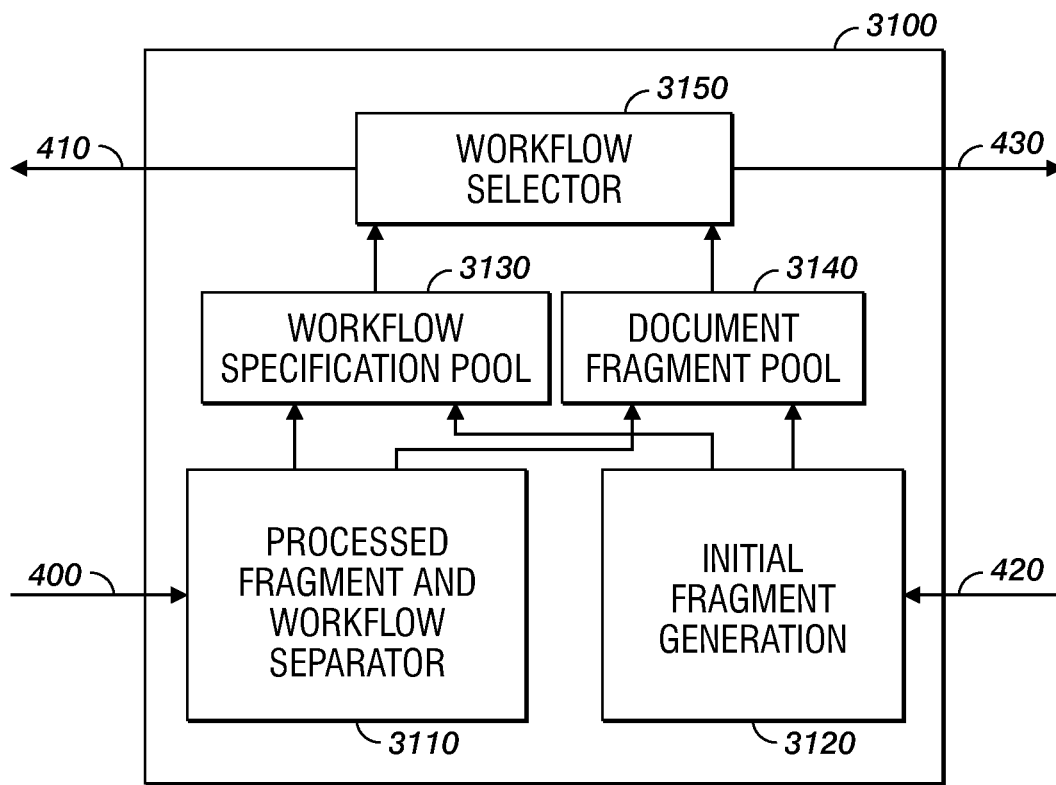 3100
3150
410
WORKFLOW
SELECTOR
430
3130
3140
WORKFLOW
SPECIFICATION POOL
DOCUMENT
FRAGMENT POOL
PROCESSED
FRAGMENT AND
WORKFLOW
SEPARATOR
INITIAL
FRAGMENT
GENERATION
400
420
3110
3120